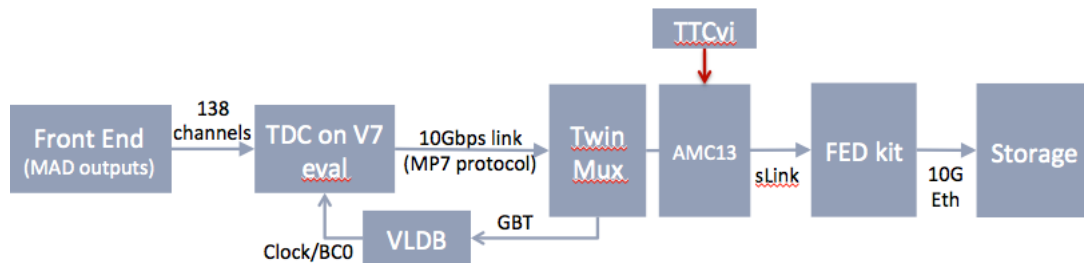 TTCvi
138
channels
Front End
(MAD outputs)
TDC on V7
eval
10Gbps link
(MP7 protocol)
Twin
Mux
AMC13
sLink
FED kit
10G
Eth
Storage
GBT
VLDB
Clock/BC0